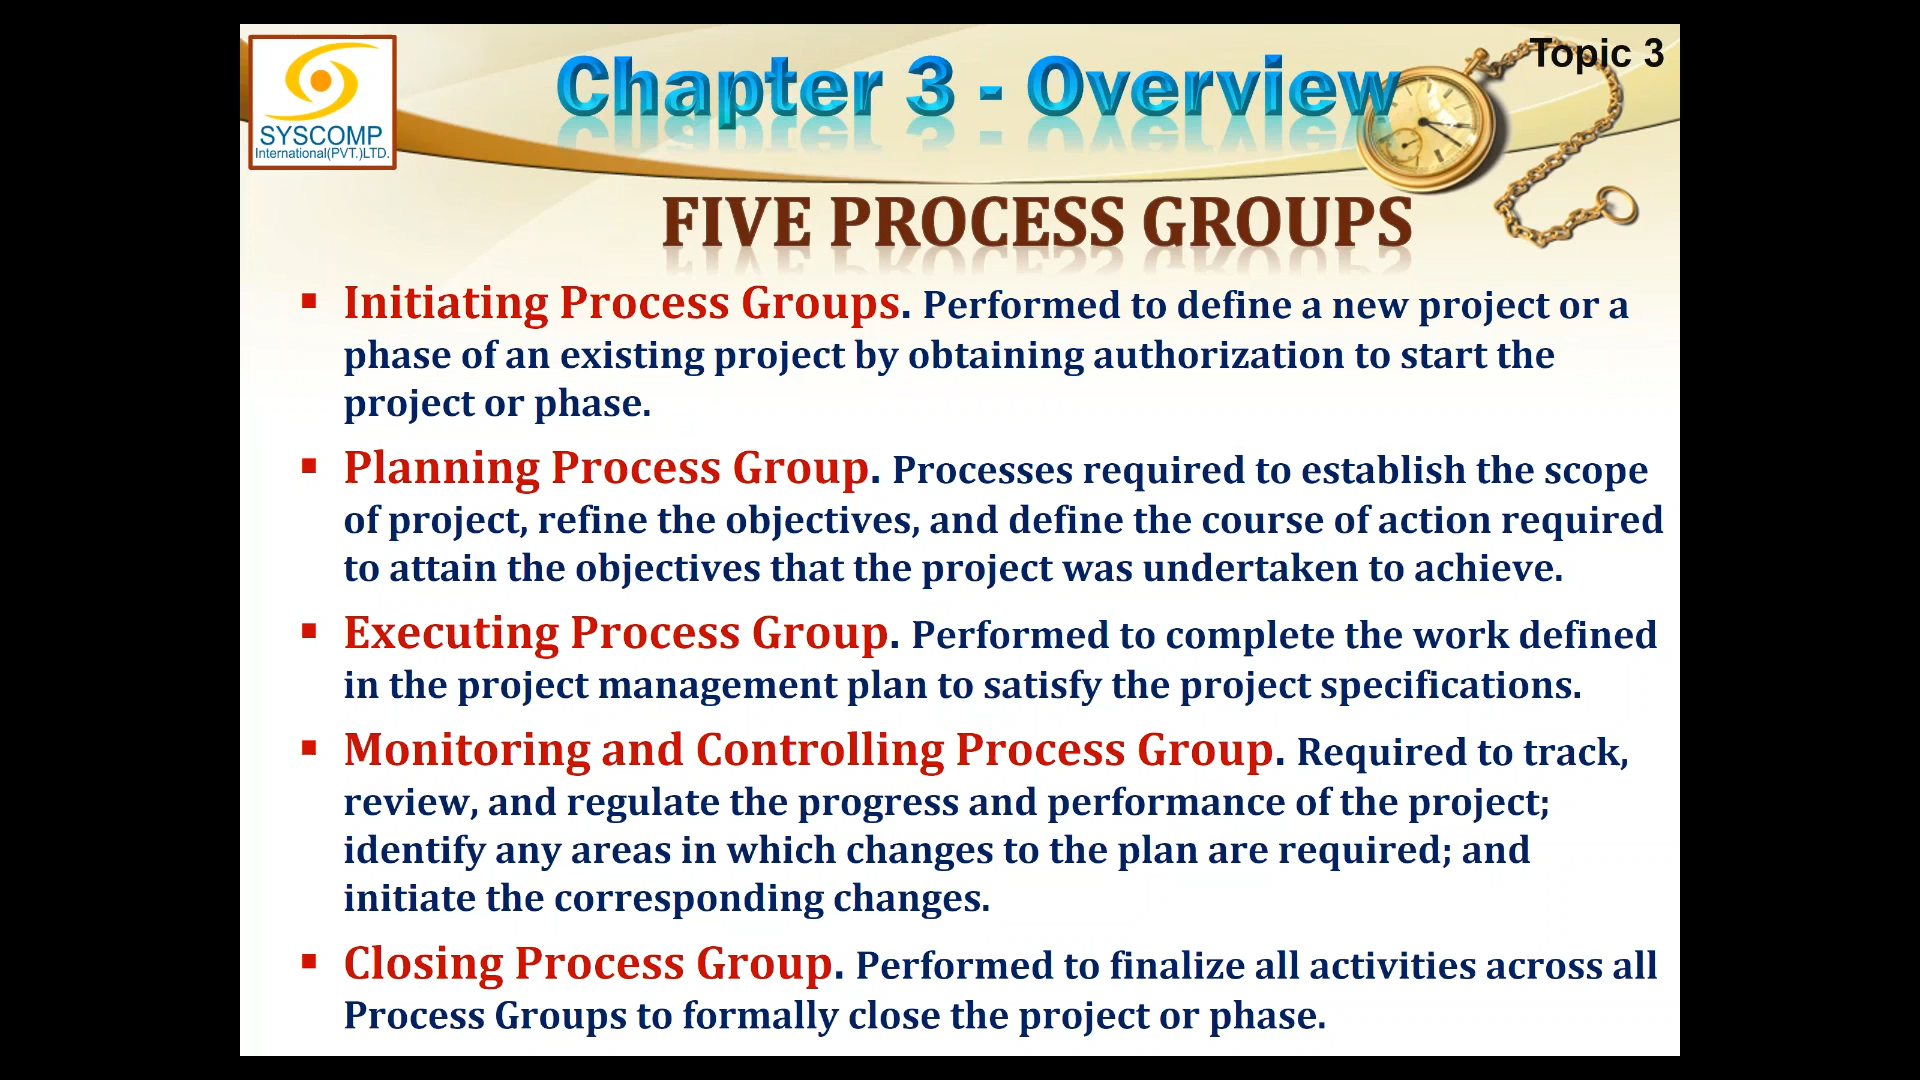 SYSCOMP
International(PVT.)LTD.
Chapter 3 - Overview
Topic 3
FIVE PROCESS GROUPS
▪ Initiating Process Groups. Performed to define a new project or a
phase of an existing project by obtaining authorization to start the
project or phase.
▪ Planning Process Group. Processes required to establish the scope
of project, refine the objectives, and define the course of action required
to attain the objectives that the project was undertaken to achieve.
▪ Executing Process Group. Performed to complete the work defined
in the project management plan to satisfy the project specifications.
▪ Monitoring and Controlling Process Group. Required to track,
review, and regulate the progress and performance of the project;
identify any areas in which changes to the plan are required; and
initiate the corresponding changes.
▪ Closing Process Group. Performed to finalize all activities across all
Process Groups to formally close the project or phase.